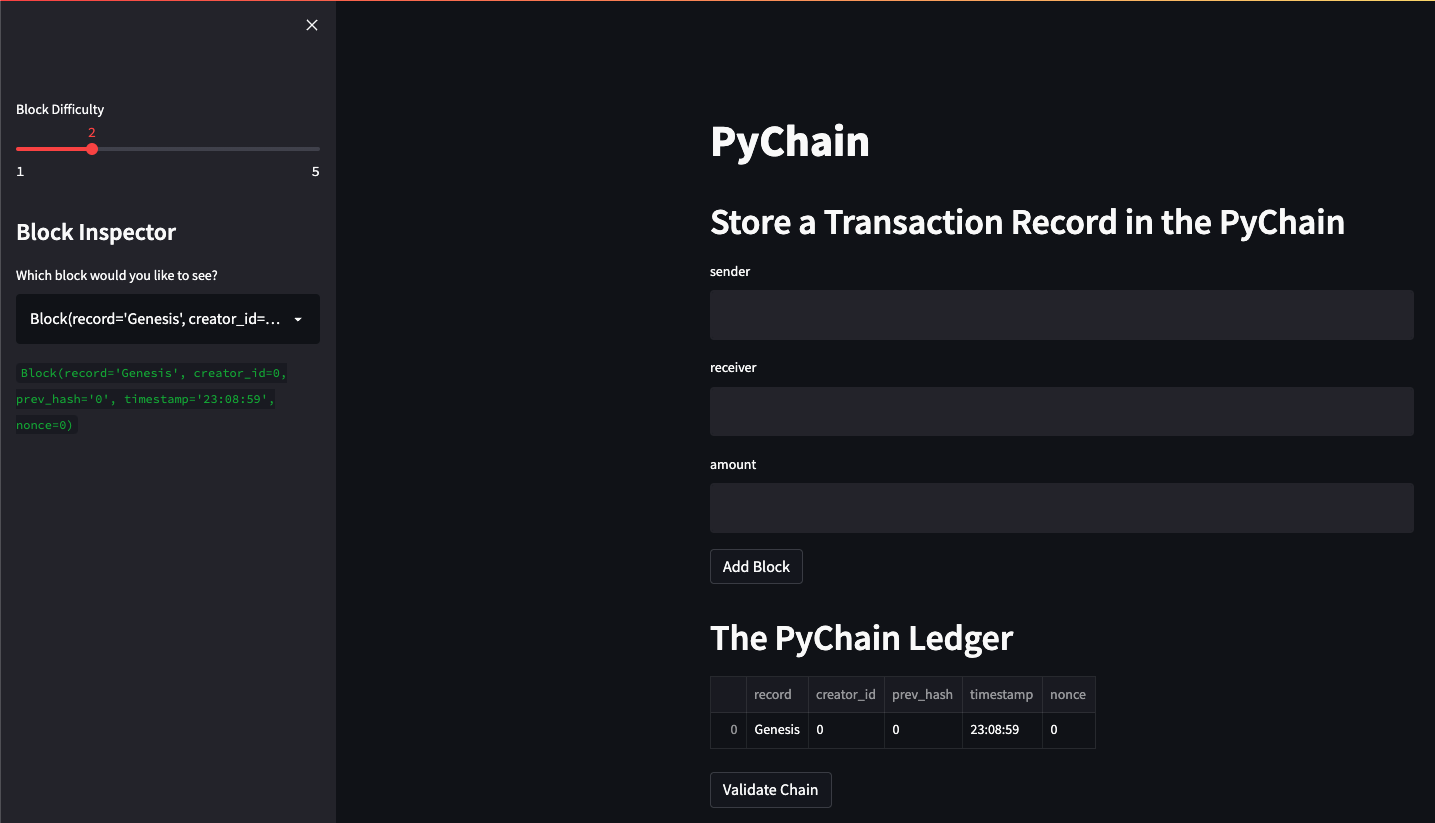 Block Difficulty
2
1 5
Block Inspector
Which block would you like to see?
Block(record='Genesis', creator_id=...
Block(record='Genesis', creator_id=0,
prev_hash='0', timestamp='23:08:59',
nonce=0)
PyChain
Store a Transaction Record in the PyChain
sender
receiver
amount
Add Block
The PyChain Ledger
record creator_id prev_hash timestamp nonce
0 Genesis 0 0 23:08:59 0
Validate Chain